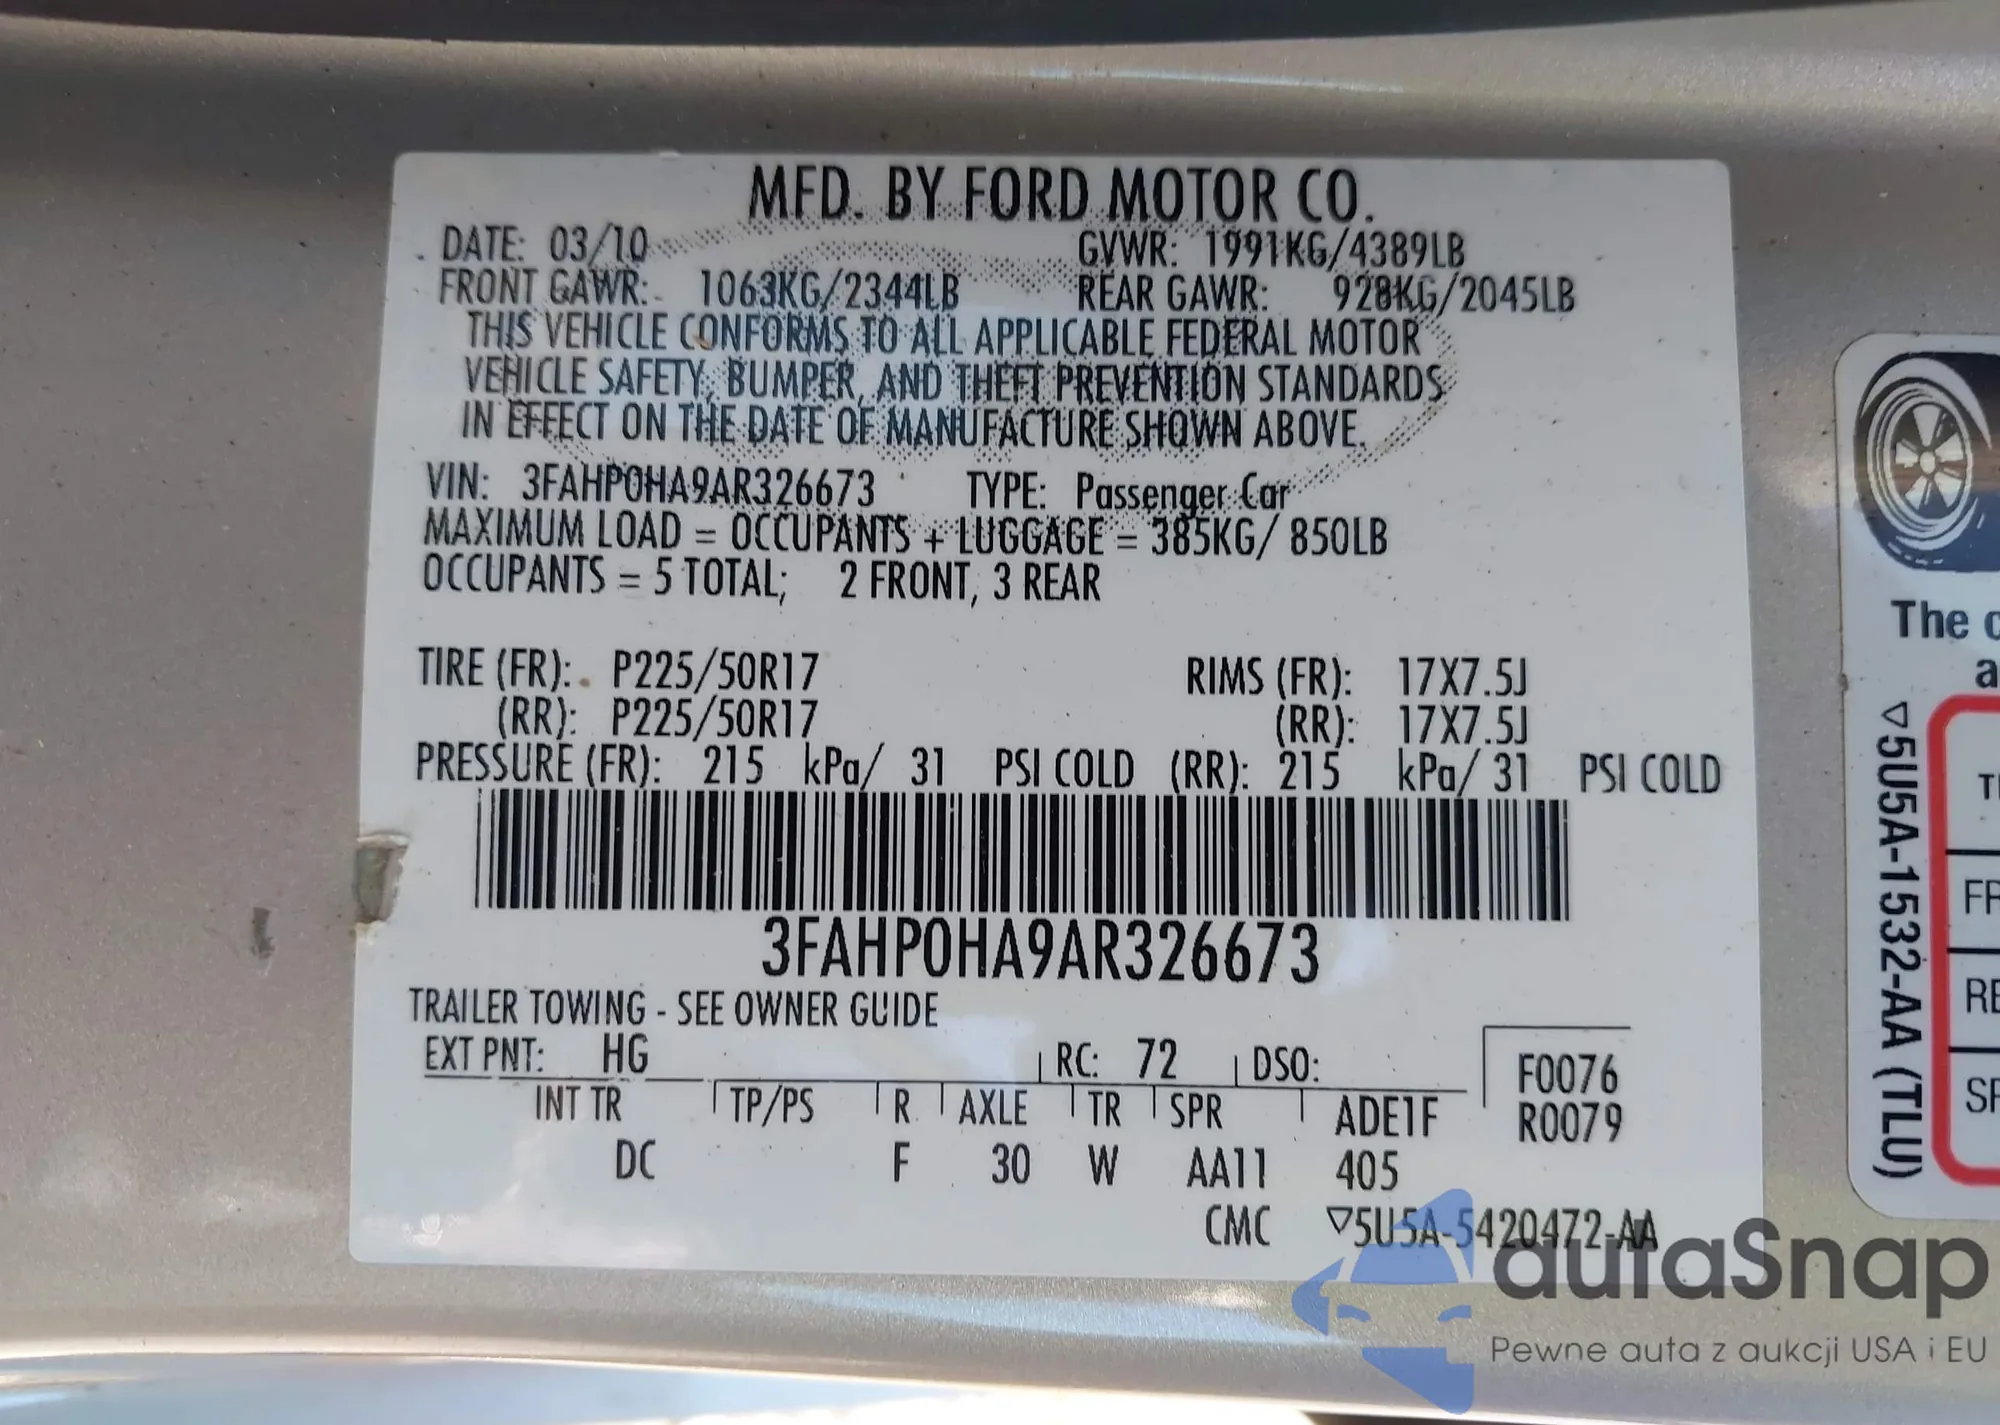 MFD. BY FORD MOTOR CO.
DATE: 03/10 GVWR: 1991KG/4389LB
FRONT GAWR: 1063KG/2344LB REAR GAWR: 928KG/2045LB
THIS VEHICLE CONFORMS TO ALL APPLICABLE FEDERAL MOTOR
VEHICLE SAFETY, BUMPER, AND THEFT PREVENTION STANDARDS
IN EFFECT ON THE DATE OF MANUFACTURE SHOWN ABOVE.
VIN: 3FAHP0HA9AR326673 TYPE: Passenger Car
MAXIMUM LOAD = OCCUPANTS + LUGGAGE = 385KG/ 850LB
OCCUPANTS = 5 TOTAL; 2 FRONT, 3 REAR
TIRE (FR): P225/50R17 RIMS (FR): 17X7.5J
(RR): P225/50R17 (RR): 17X7.5J
PRESSURE (FR): 215 kPa/ 31 PSI COLD (RR): 215 kPa/ 31 PSI COLD
3FAHP0HA9AR326673
TRAILER TOWING - SEE OWNER GUIDE
EXT PNT: HG RC: 72 DSO: F0076
INT TR TP/PS R AXLE TR SPR ADE1F R0079
DC F 30 W AA11 405
CMC ▽5U5A-5420472-AA
The
▽5U5A-1532-AA (TLU)
autaSnap
Pewne auta z aukcji USA i EU